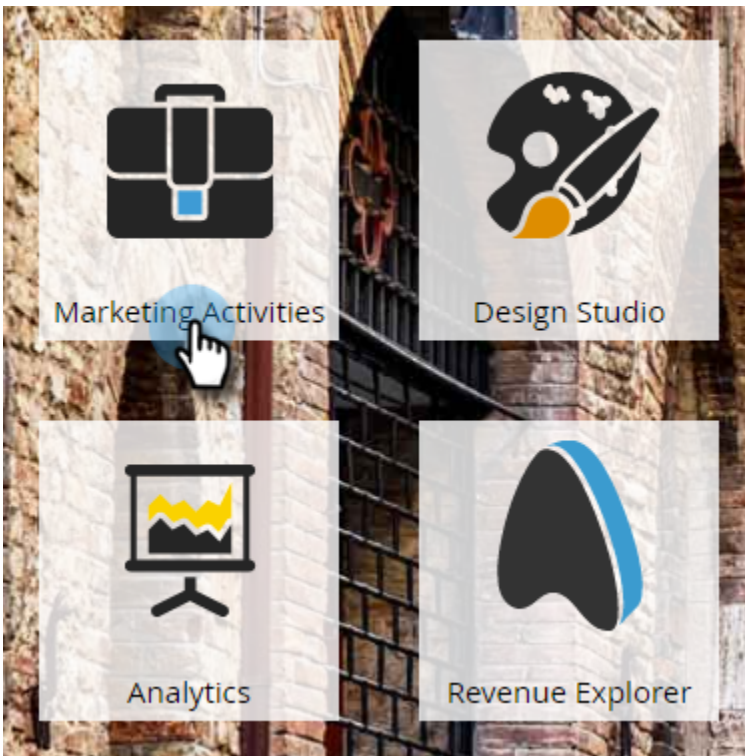 Marketing Activities
Design Studio
Analytics
Revenue Explorer